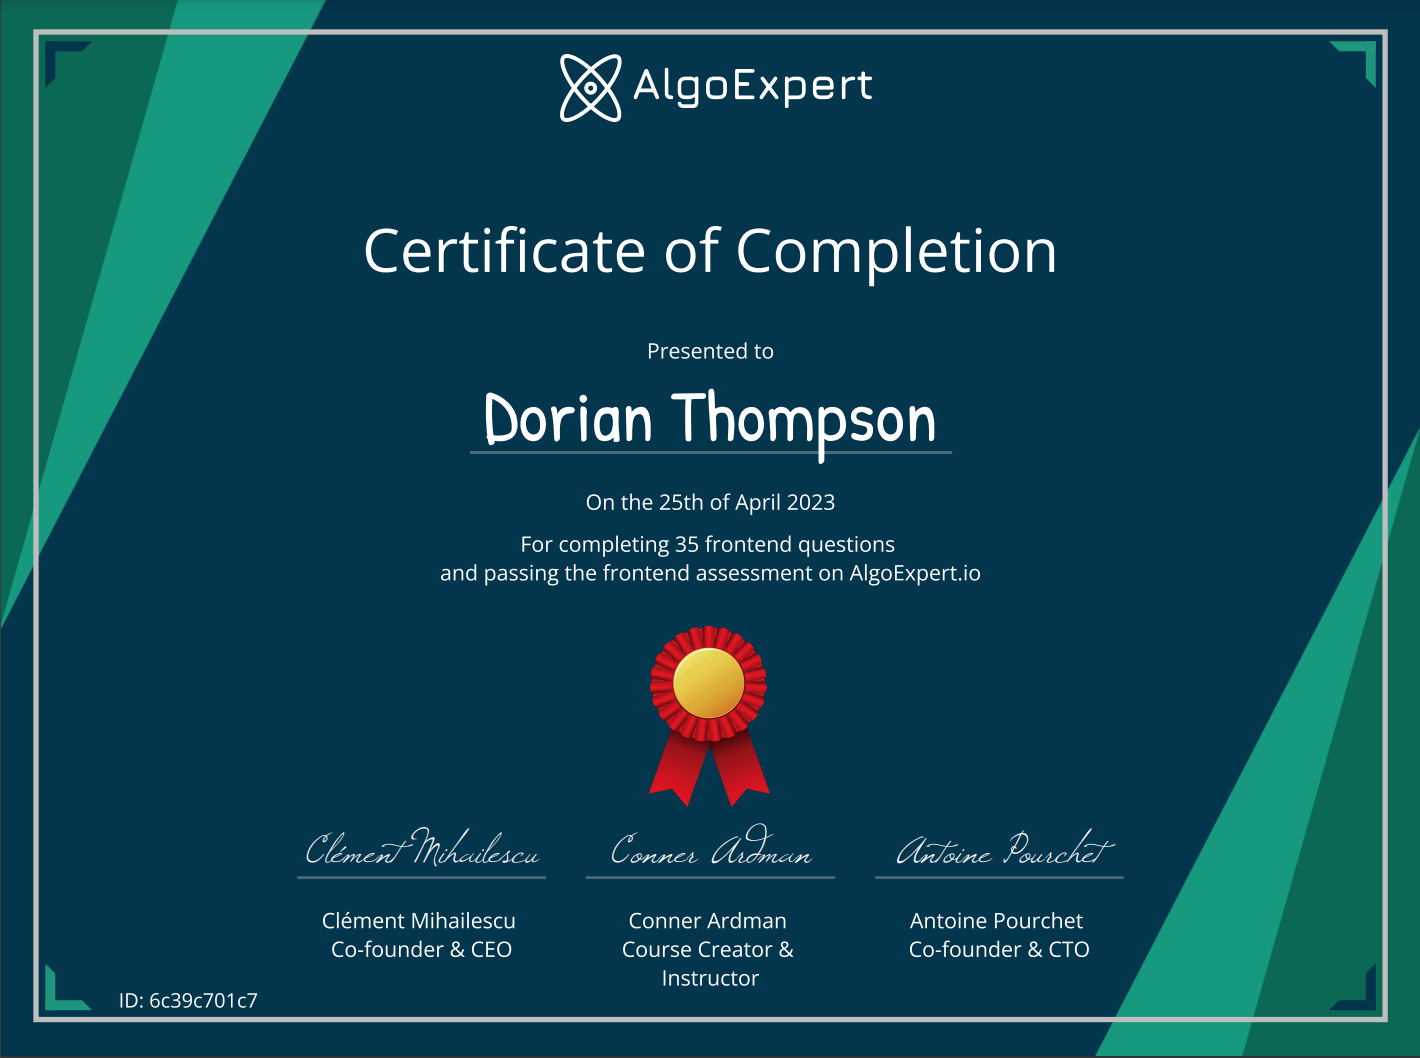 AlgoExpert
Certificate of Completion
Presented to
Dorian Thompson
On the 25th of April 2023
For completing 35 frontend questions
and passing the frontend assessment on AlgoExpert.io
Clément Mihailescu
Conner Ardman
Antoine Pourchet
Clément Mihailescu
Co-founder & CEO
Conner Ardman
Course Creator &
Instructor
Antoine Pourchet
Co-founder & CTO
ID: 6c39c701c7